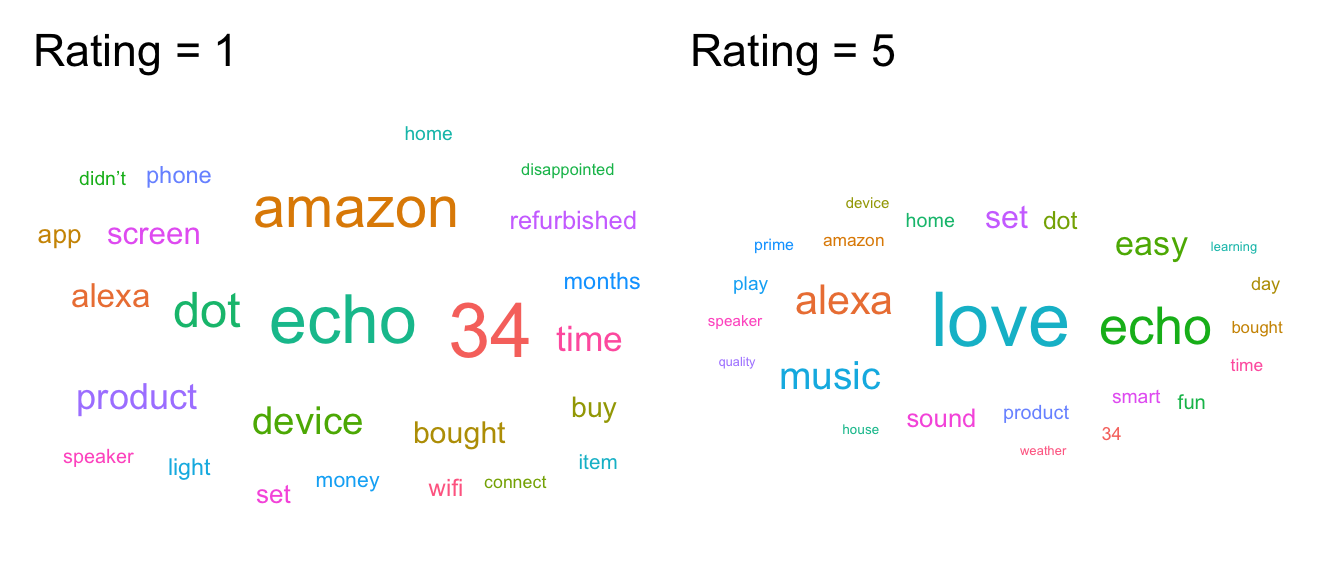 Rating = 1
home
disappointed
didn't phone
amazon
refurbished
app screen
months
alexa
dot echo 34 time
product
device bought buy
speaker light
item
set money wifi connect
Rating = 5
device
home set dot
prime amazon
easy learning
play
alexa
day
speaker
love echo bought
quality
music
time
smart fun
sound product
house
34
weather